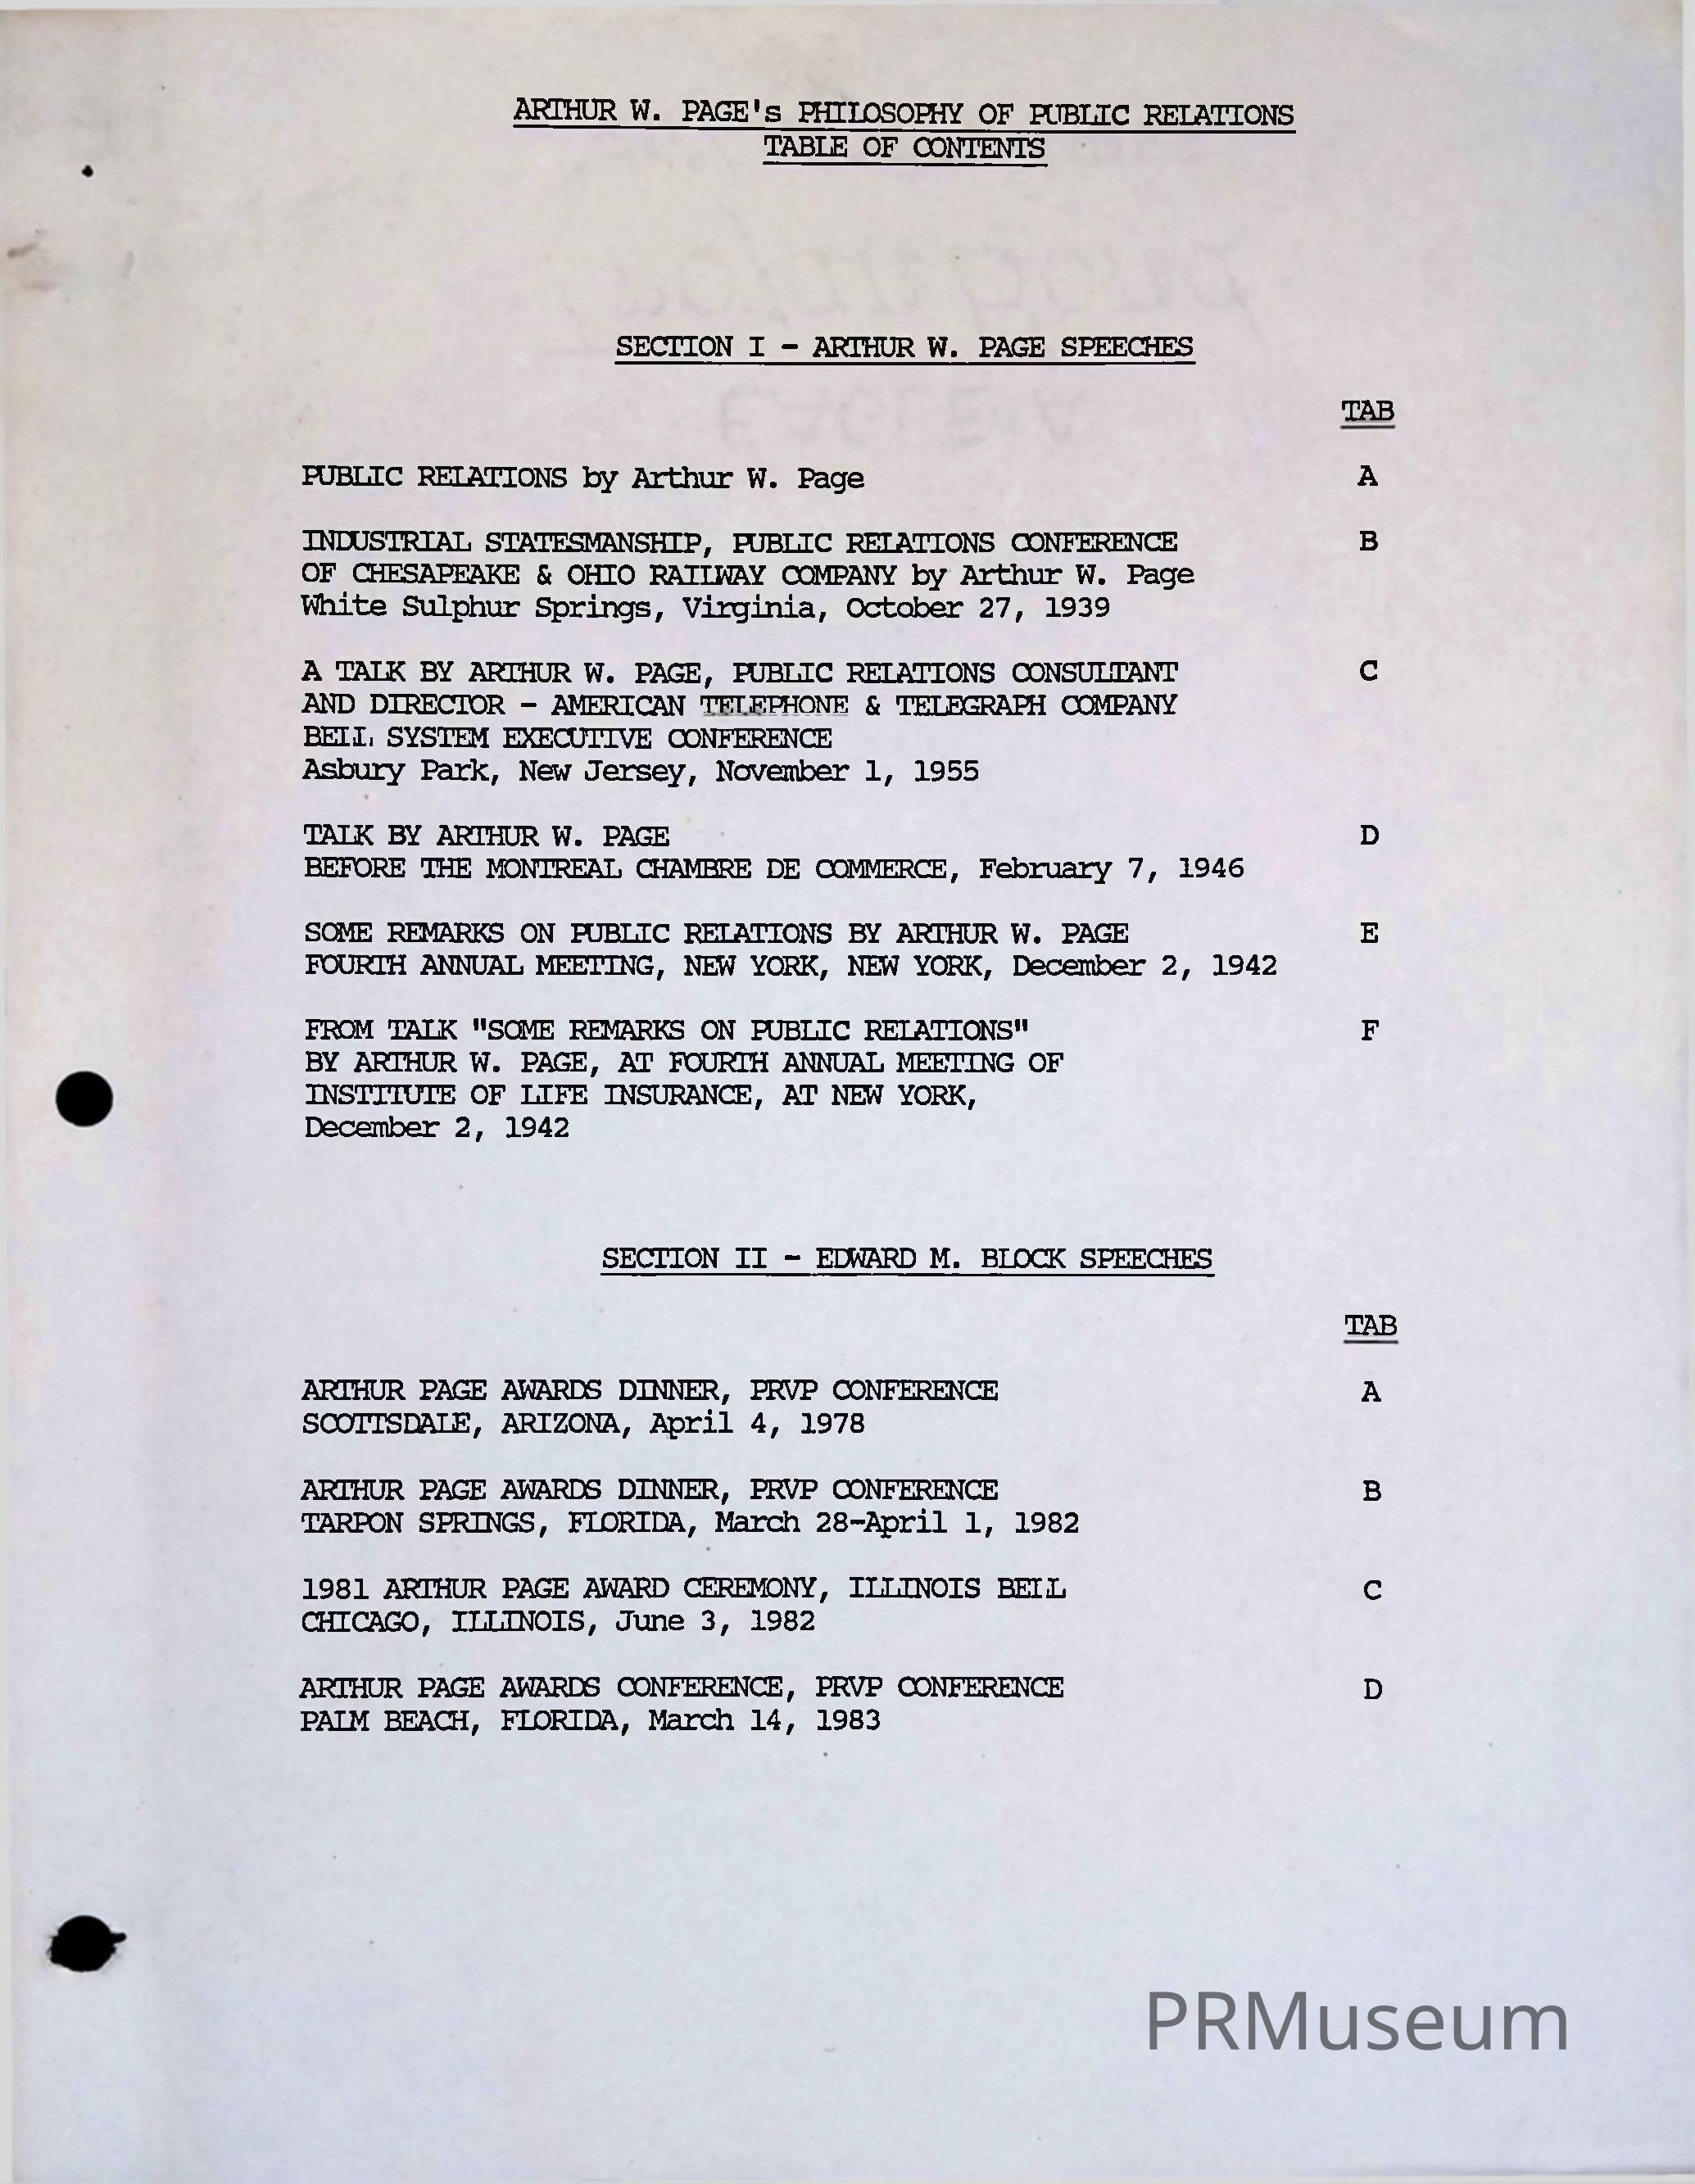 ARTHUR W. PAGE's PHILOSOPHY OF PUBLIC RELATIONS
TABLE OF CONTENTS
SECTION I - ARTHUR W. PAGE SPEECHES
TAB
PUBLIC RELATIONS by Arthur W. Page A
INDUSTRIAL STATESMANSHIP, PUBLIC RELATIONS CONFERENCE B
OF CHESAPEAKE & OHIO RAILWAY COMPANY by Arthur W. Page
White Sulphur Springs, Virginia, October 27, 1939
A TALK BY ARTHUR W. PAGE, PUBLIC RELATIONS CONSULTANT C
AND DIRECTOR - AMERICAN TELEPHONE & TELEGRAPH COMPANY
BELL SYSTEM EXECUTIVE CONFERENCE
Asbury Park, New Jersey, November 1, 1955
TALK BY ARTHUR W. PAGE D
BEFORE THE MONTREAL CHAMBRE DE COMMERCE, February 7, 1946
SOME REMARKS ON PUBLIC RELATIONS BY ARTHUR W. PAGE E
FOURTH ANNUAL MEETING, NEW YORK, NEW YORK, December 2, 1942
FROM TALK "SOME REMARKS ON PUBLIC RELATIONS" F
BY ARTHUR W. PAGE, AT FOURTH ANNUAL MEETING OF
INSTITUTE OF LIFE INSURANCE, AT NEW YORK,
December 2, 1942
SECTION II - EDWARD M. BLOCK SPEECHES
TAB
ARTHUR PAGE AWARDS DINNER, PRVP CONFERENCE A
SCOTTSDALE, ARIZONA, April 4, 1978
ARTHUR PAGE AWARDS DINNER, PRVP CONFERENCE B
TARPON SPRINGS, FLORIDA, March 28-April 1, 1982
1981 ARTHUR PAGE AWARD CEREMONY, ILLINOIS BELL C
CHICAGO, ILLINOIS, June 3, 1982
ARTHUR PAGE AWARDS CONFERENCE, PRVP CONFERENCE D
PALM BEACH, FLORIDA, March 14, 1983
PRMuseum